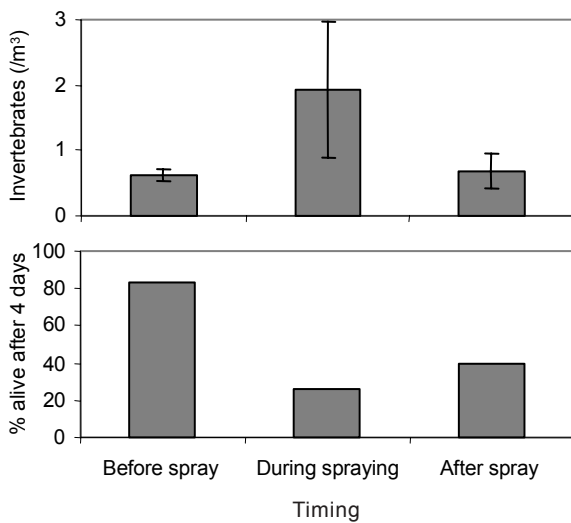 Invertebrates (/m³)
3
2
1
0
% alive after 4 days
100
80
60
40
20
0
Before spray During spraying After spray
Timing